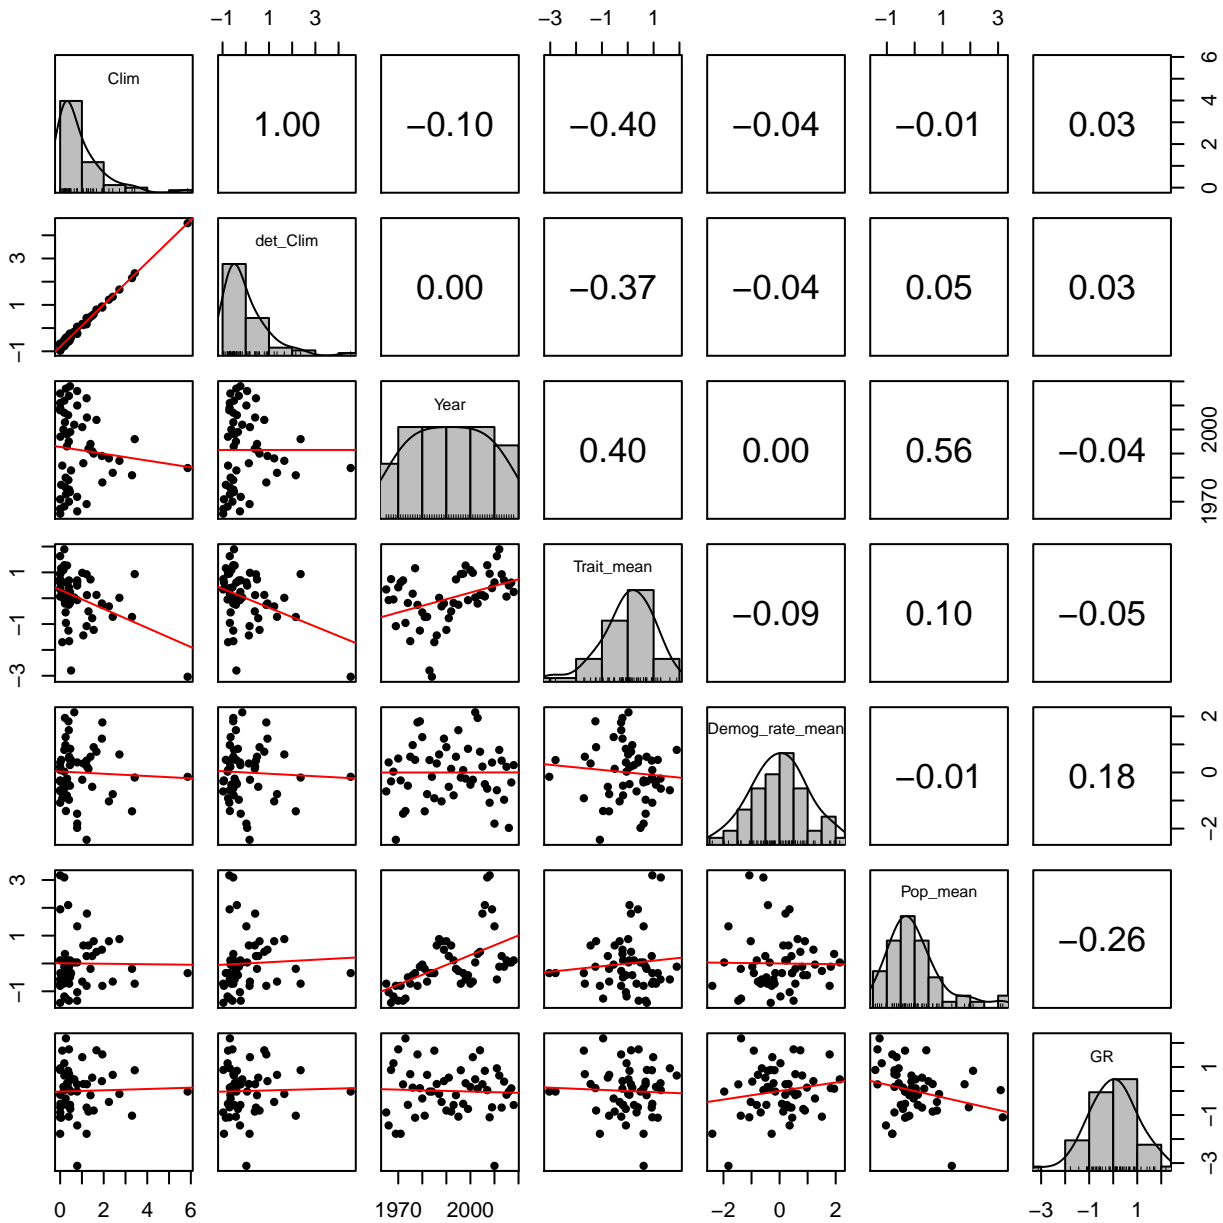 −1 1 3 −3 −1 1 −1 1 3
Clim 1.00 −0.10 −0.40 −0.04 −0.01 0.03 0 2 4 6
−1 1 3 det_Clim 0.00 −0.37 −0.04 0.05 0.03
Year 0.40 0.00 0.56 −0.04 1970 2000
−3 −1 1 Trait_mean −0.09 0.10 −0.05
Demog_rate_mean −0.01 0.18 −2 0 2
−1 1 3 Pop_mean −0.26
GR −3 −1 1
0 2 4 6 1970 2000 −2 0 2 −3 −1 1